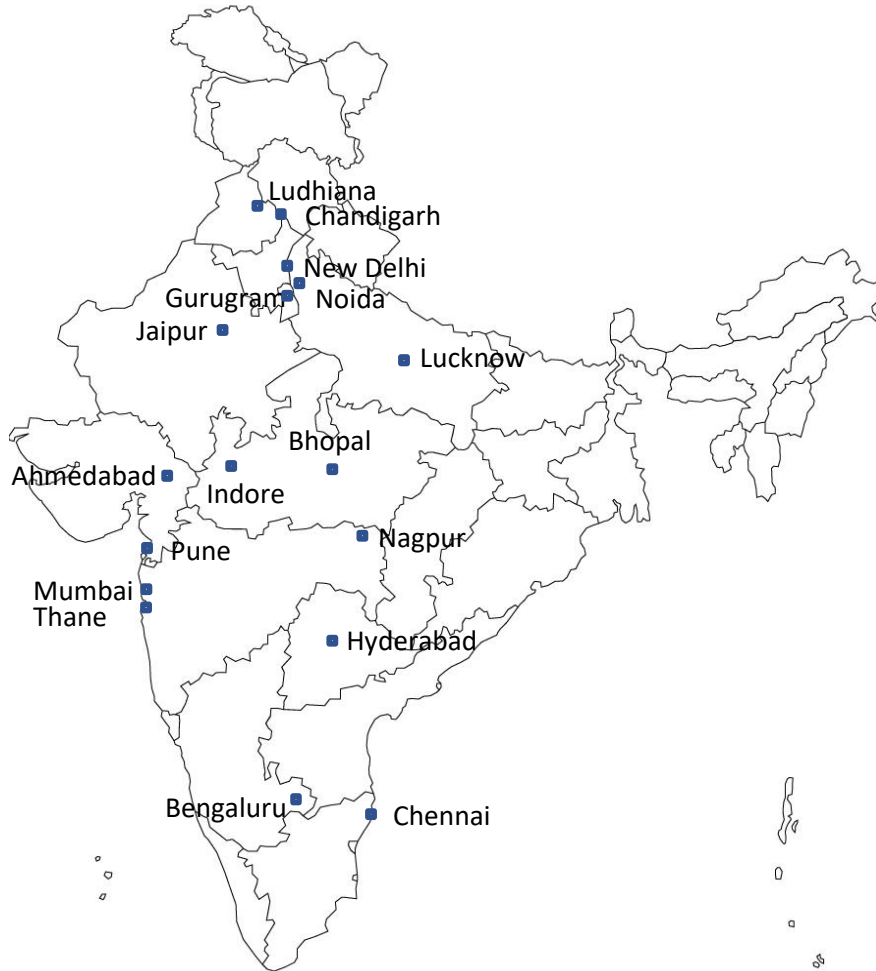 Ludhiana
Chandigarh
New Delhi
Gurugram
Noida
Jaipur
Lucknow
Bhopal
Ahmedabad
Indore
Nagpur
Pune
Mumbai
Thane
Hyderabad
Bengaluru
Chennai